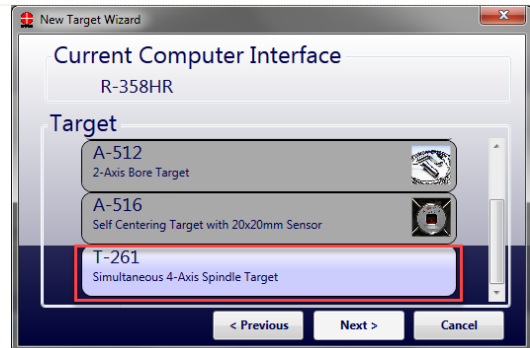 New Target Wizard
Current Computer Interface
R-358HR
Target
A-512
2-Axis Bore Target
A-516
Self Centering Target with 20x20mm Sensor
T-261
Simultaneous 4-Axis Spindle Target
< Previous
Next >
Cancel